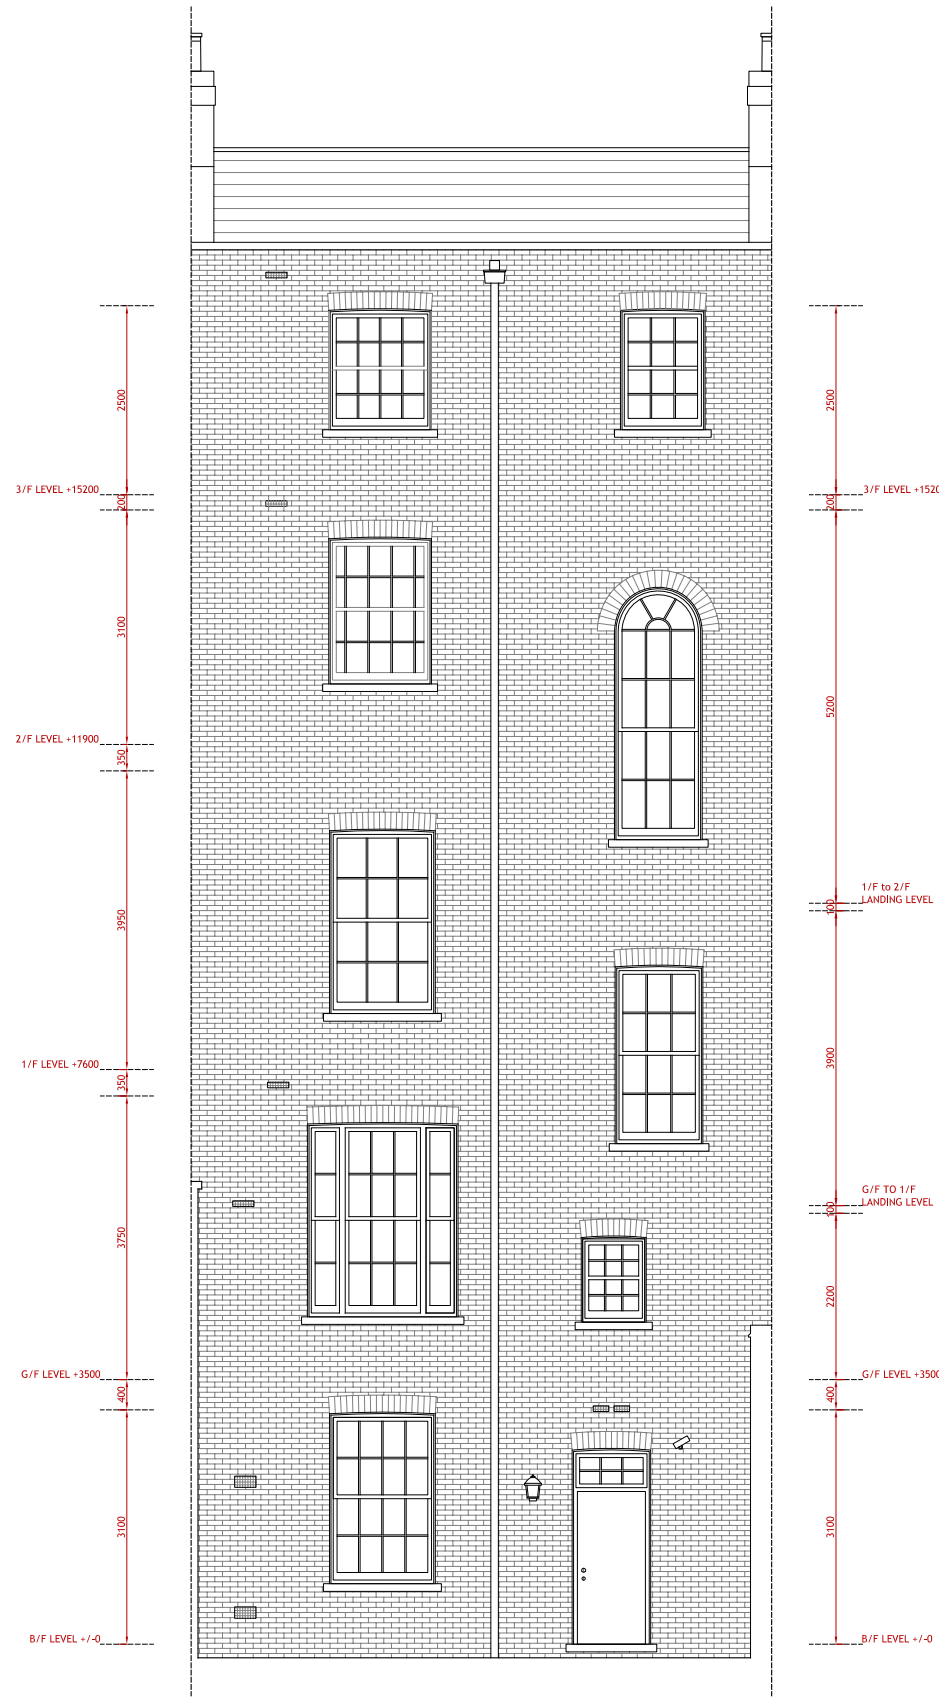 2500
2500
3/F LEVEL +15200
3/F LEVEL +1520
200
200
3100
5200
2/F LEVEL +11900
350
1/F to 2/F
LANDING LEVEL
100
3950
3900
1/F LEVEL +7600
350
G/F TO 1/F
LANDING LEVEL
100
3750
2200
G/F LEVEL +3500
G/F LEVEL +3500
400
400
3100
3100
B/F LEVEL +/-0
B/F LEVEL +/-0